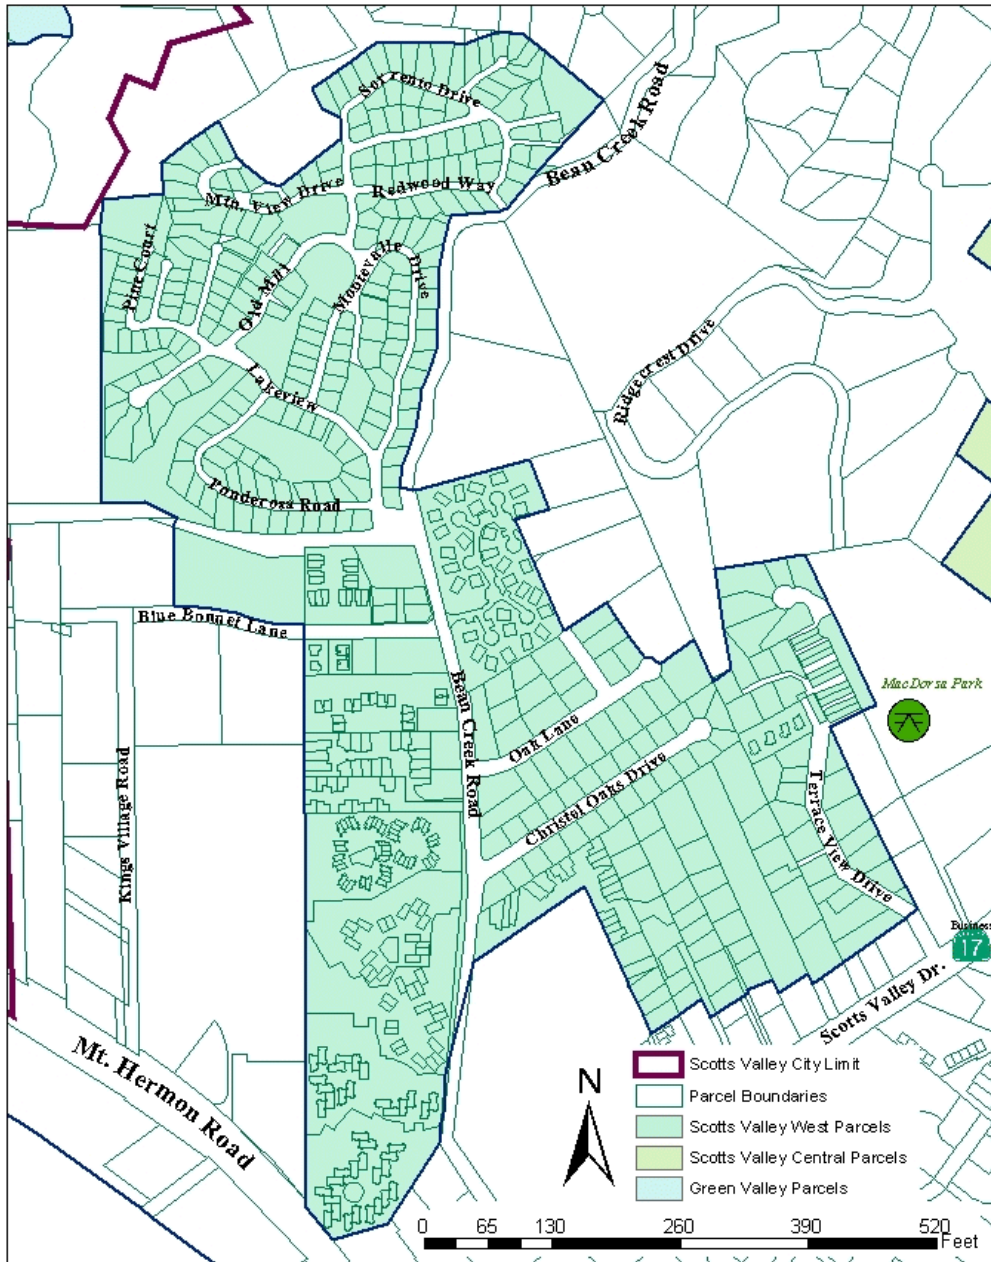 Sorrento Drive
Bean Creek Road
Redwood Way
Mtn. View Drive
Pine Court
Old Mill
Montevalle Drive
Ridgecrest Drive
Lakeview
Ponderosa Road
Blue Bonnet Lane
Bean Creek Road
Oak Lane
MacDorsa Park
Christel Oaks Drive
Kings Village Road
Terrace View Drive
Business
17
Scotts Valley Dr.
Mt. Hermon Road
N
Scotts Valley City Limit
Parcel Boundaries
Scotts Valley West Parcels
Scotts Valley Central Parcels
Green Valley Parcels
0 65 130 260 390 520
Feet